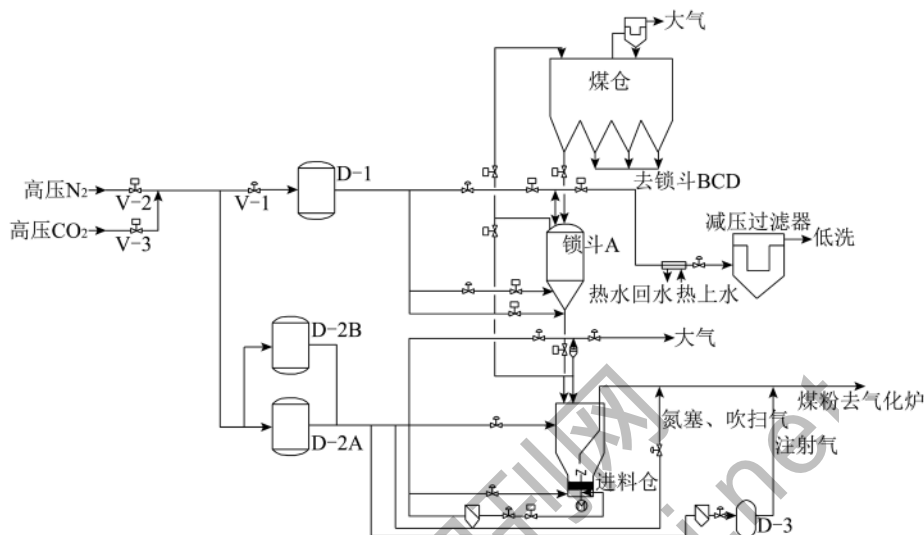 大气
煤仓
高压N₂
V-2
V-1
D-1
去锁斗BCD
高压CO₂
V-3
锁斗A
减压过滤器
低洗
热水回水
热上水
D-2B
大气
D-2A
煤粉去气化炉
氮塞、吹扫气
注射气
进料仓
D-3